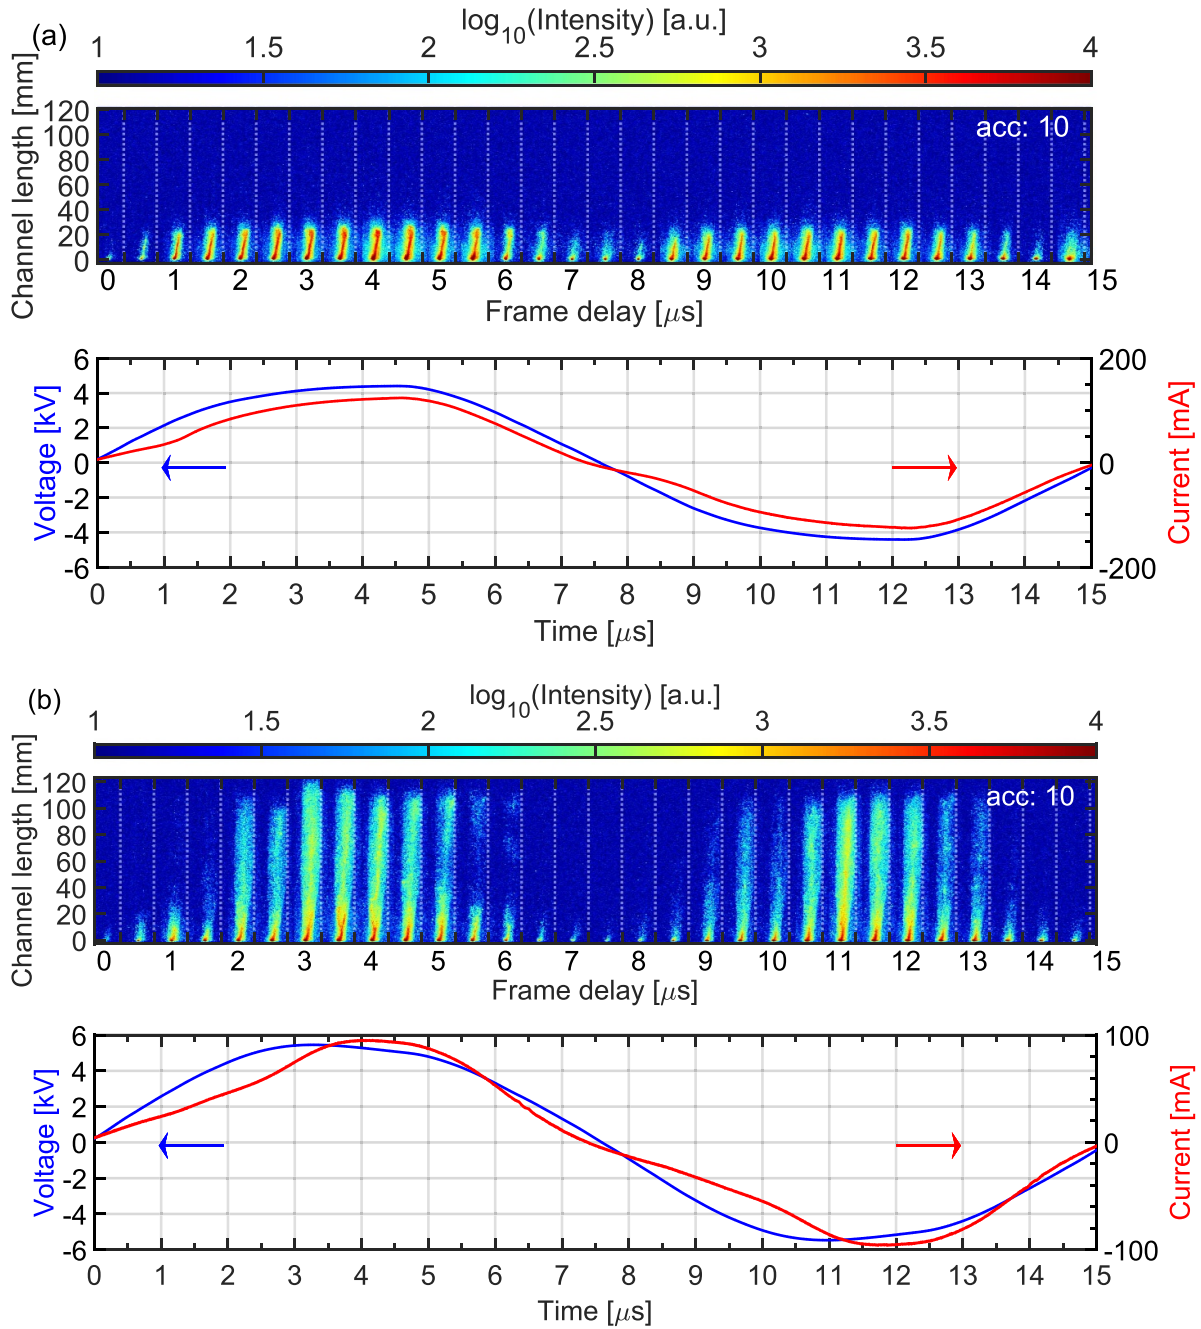 (a)
log10(Intensity) [a.u.]
1 1.5 2 2.5 3 3.5 4
Channel length [mm]
120
100
80
60
40
20
0
acc: 10
0 1 2 3 4 5 6 7 8 9 10 11 12 13 14 15
Frame delay [μs]
Voltage [kV]
6
4
2
0
-2
-4
-6
200
0
-200
Current [mA]
0 1 2 3 4 5 6 7 8 9 10 11 12 13 14 15
Time [μs]
(b)
log10(Intensity) [a.u.]
1 1.5 2 2.5 3 3.5 4
Channel length [mm]
120
100
80
60
40
20
0
acc: 10
0 1 2 3 4 5 6 7 8 9 10 11 12 13 14 15
Frame delay [μs]
Voltage [kV]
6
4
2
0
-2
-4
-6
100
0
-100
Current [mA]
0 1 2 3 4 5 6 7 8 9 10 11 12 13 14 15
Time [μs]